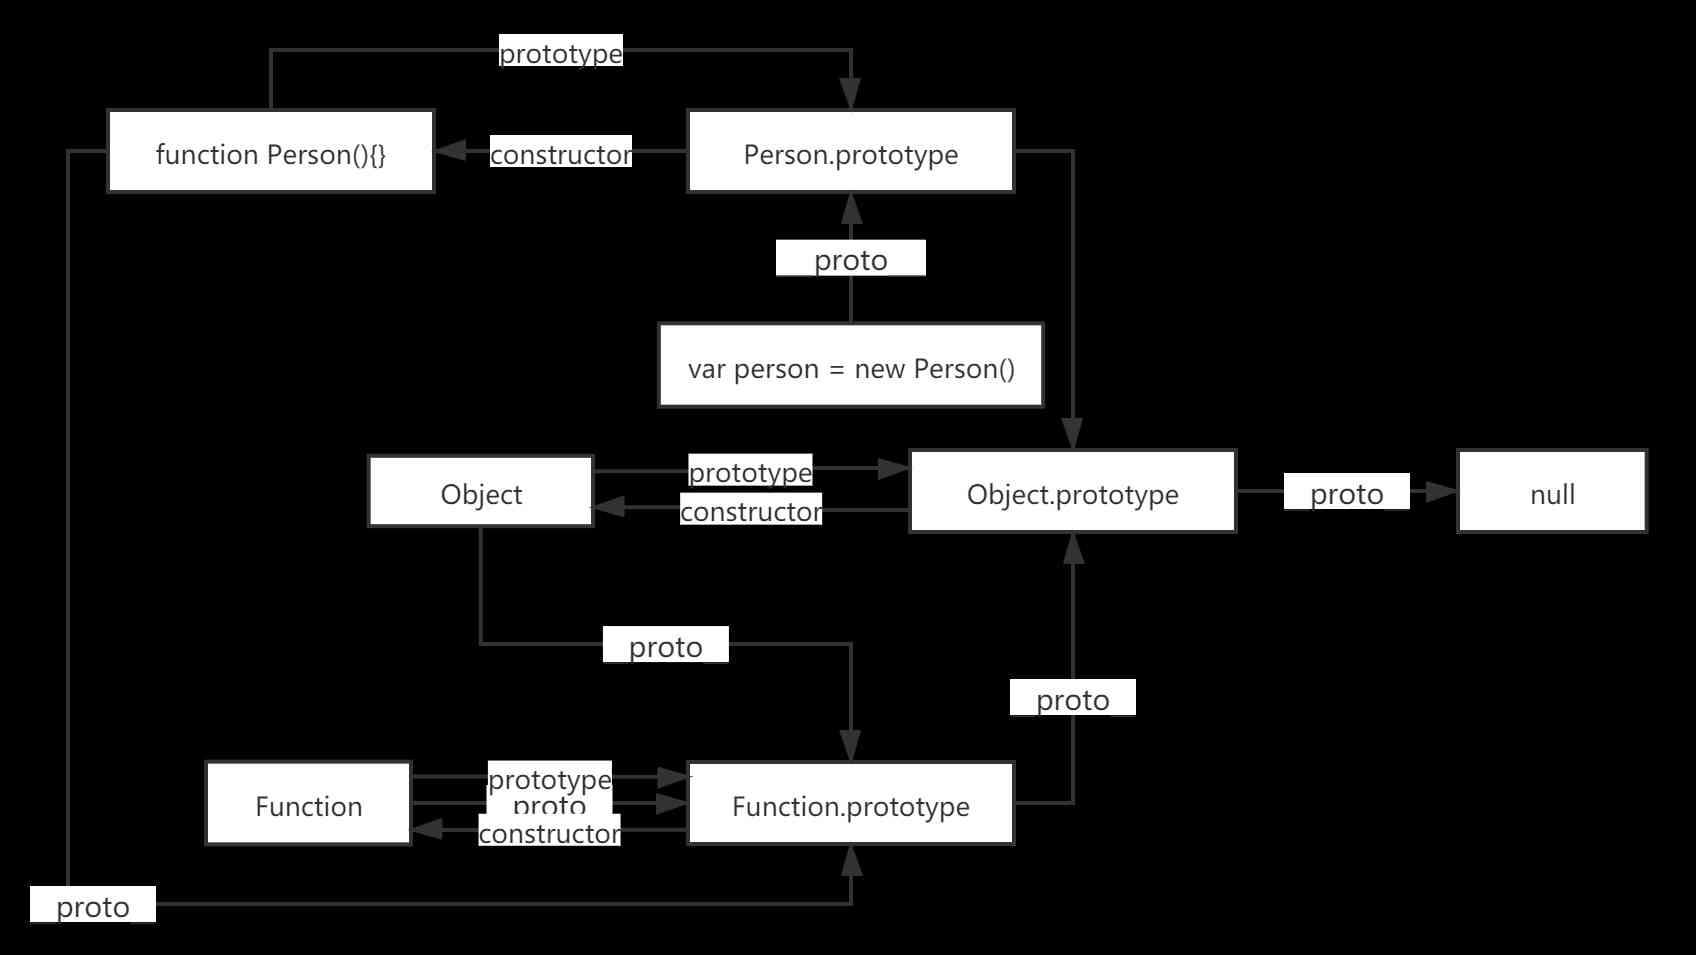 prototype
function Person(){}
constructor
Person.prototype
proto
var person = new Person()
Object
prototype
constructor
Object.prototype
proto
null
proto
proto
Function
prototype
proto
constructor
Function.prototype
proto